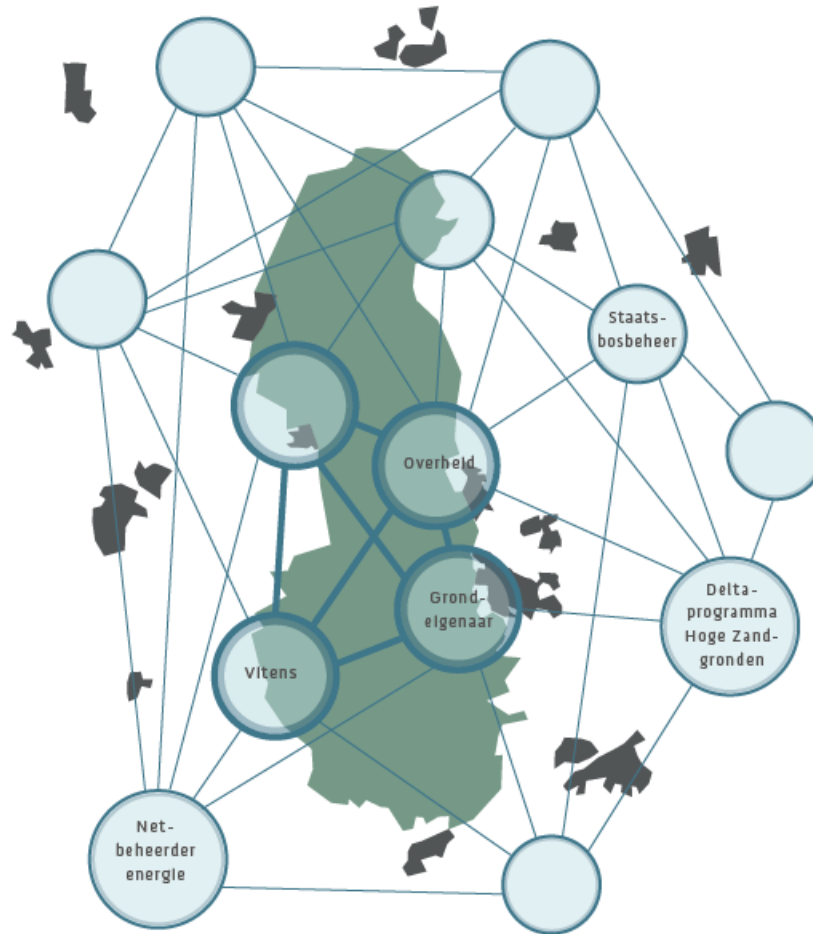 Staats-
bosbeheer
Overheid
Delta-
programma
Hoge Zand-
gronden
Grond-
eigenaar
Vitens
Net-
beheerder
energie